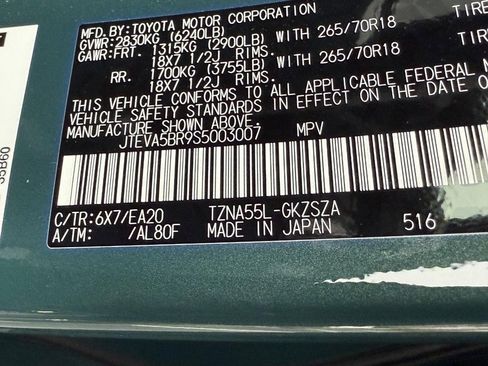 MFD.BY:TOYOTA MOTOR CORPORATION
GVWR:2830KG (6240LB)
GAWR:FRT. 1315KG (2900LB) WITH 265/70R18 TIRE
18X7 1/2J RIMS.
RR. 1700KG (3755LB) WITH 265/70R18 TIRE
18X7 1/2J RIMS.
THIS VEHICLE CONFORMS TO ALL APPLICABLE FEDERAL
VEHICLE SAFETY STANDARDS IN EFFECT ON THE DATE O
MANUFACTURE SHOWN ABOVE.
JTEVA5BR9S5003007 MPV
C/TR:6X7/EA20 TZNA55L-GKZSZA
A/TM: /AL80F MADE IN JAPAN 516
35B60